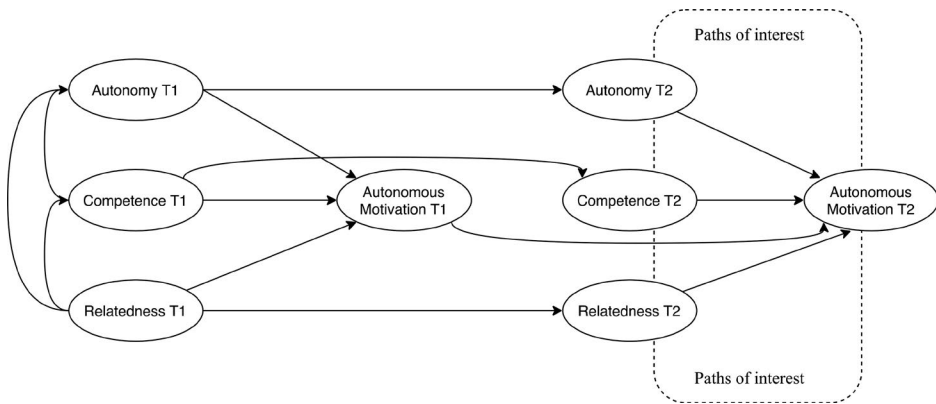 Paths of interest
Autonomy T1
Autonomy T2
Competence T1
Autonomous
Motivation T1
Competence T2
Autonomous
Motivation T2
Relatedness T1
Relatedness T2
Paths of interest